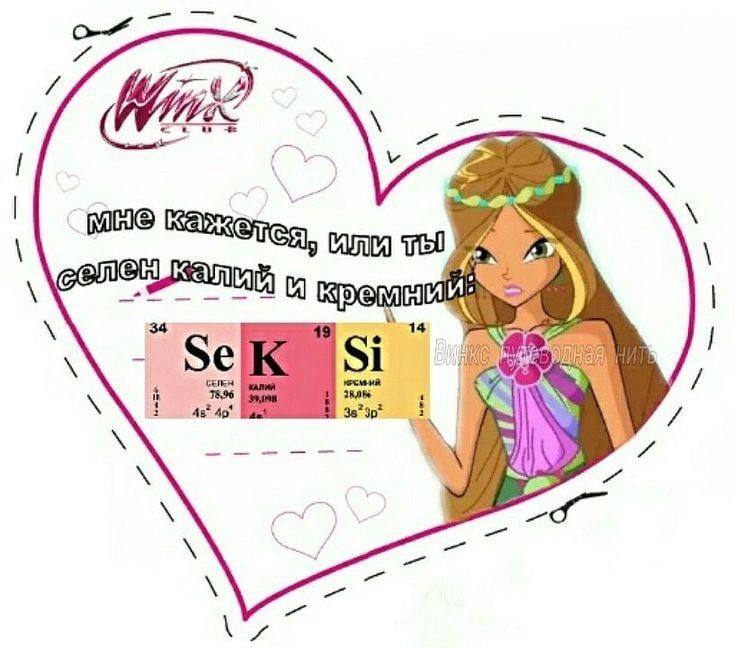 Winx
CLUB
мне кажется, или ты
селен калий и кремний:
34 19 14
Se K Si
СЕЛЕН КАЛИЙ КРЕМНИЙ
78,96 39,098 28,086
4s² 4p⁴ 4s¹ 3s² 3p²
Винкс путеводная нить